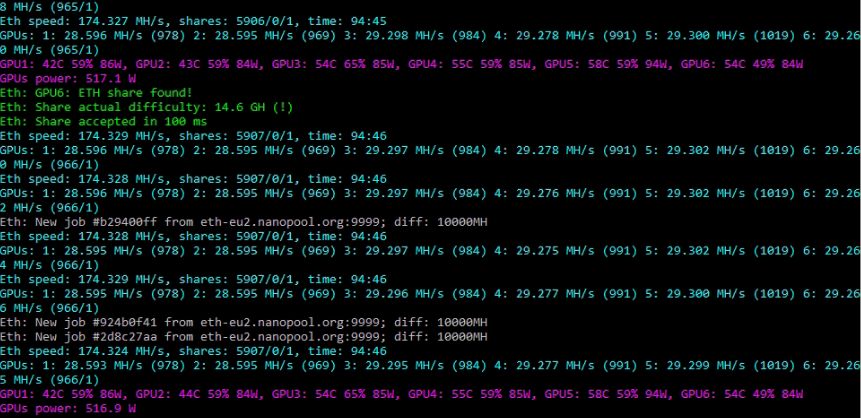 8 MH/s (965/1)
Eth speed: 174.327 MH/s, shares: 5906/0/1, time: 94:45
GPUs: 1: 28.596 MH/s (978) 2: 28.595 MH/s (969) 3: 29.298 MH/s (984) 4: 29.278 MH/s (991) 5: 29.300 MH/s (1019) 6: 29.26
0 MH/s (965/1)
GPU1: 42C 59% 86W, GPU2: 43C 59% 84W, GPU3: 54C 65% 85W, GPU4: 55C 59% 85W, GPU5: 58C 59% 94W, GPU6: 54C 49% 84W
GPUs power: 517.1 W
Eth: GPU6: ETH share found!
Eth: Share actual difficulty: 14.6 GH (!)
Eth: Share accepted in 100 ms
Eth speed: 174.329 MH/s, shares: 5907/0/1, time: 94:46
GPUs: 1: 28.596 MH/s (978) 2: 28.595 MH/s (969) 3: 29.297 MH/s (984) 4: 29.278 MH/s (991) 5: 29.302 MH/s (1019) 6: 29.26
0 MH/s (966/1)
Eth speed: 174.328 MH/s, shares: 5907/0/1, time: 94:46
GPUs: 1: 28.596 MH/s (978) 2: 28.595 MH/s (969) 3: 29.297 MH/s (984) 4: 29.276 MH/s (991) 5: 29.302 MH/s (1019) 6: 29.26
2 MH/s (966/1)
Eth: New job #b29400ff from eth-eu2.nanopool.org:9999; diff: 10000MH
Eth speed: 174.328 MH/s, shares: 5907/0/1, time: 94:46
GPUs: 1: 28.595 MH/s (978) 2: 28.595 MH/s (969) 3: 29.297 MH/s (984) 4: 29.275 MH/s (991) 5: 29.302 MH/s (1019) 6: 29.26
4 MH/s (966/1)
Eth speed: 174.329 MH/s, shares: 5907/0/1, time: 94:46
GPUs: 1: 28.595 MH/s (978) 2: 28.595 MH/s (969) 3: 29.296 MH/s (984) 4: 29.277 MH/s (991) 5: 29.300 MH/s (1019) 6: 29.26
6 MH/s (966/1)
Eth: New job #924b0f41 from eth-eu2.nanopool.org:9999; diff: 10000MH
Eth: New job #2d8c27aa from eth-eu2.nanopool.org:9999; diff: 10000MH
Eth speed: 174.324 MH/s, shares: 5907/0/1, time: 94:46
GPUs: 1: 28.593 MH/s (978) 2: 28.595 MH/s (969) 3: 29.295 MH/s (984) 4: 29.277 MH/s (991) 5: 29.299 MH/s (1019) 6: 29.26
5 MH/s (966/1)
GPU1: 42C 59% 86W, GPU2: 44C 59% 84W, GPU3: 54C 65% 85W, GPU4: 55C 59% 85W, GPU5: 58C 59% 94W, GPU6: 54C 49% 84W
GPUs power: 516.9 W